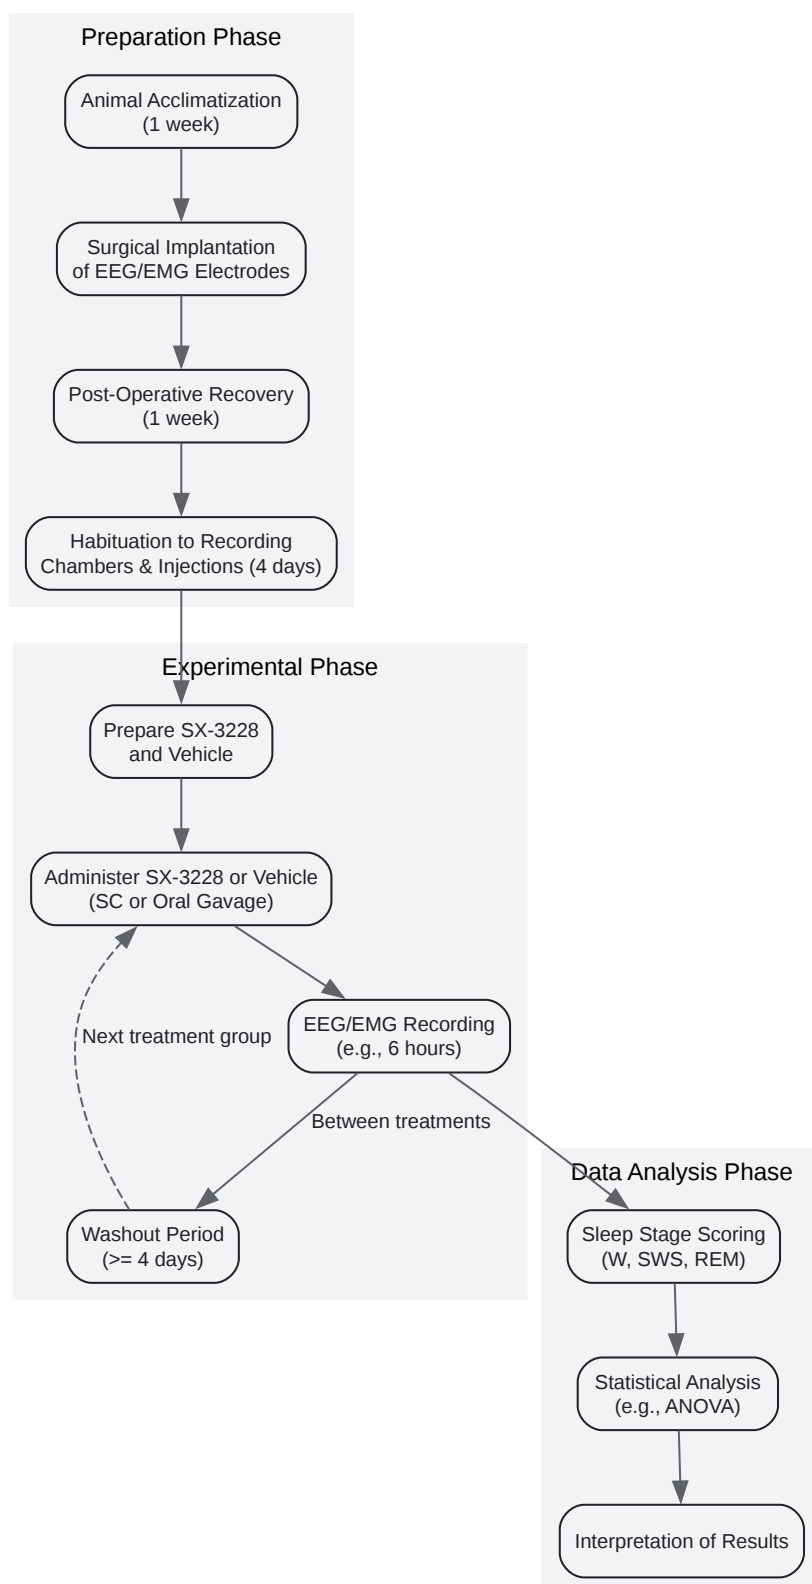 Preparation Phase
Animal Acclimatization
(1 week)
Surgical Implantation
of EEG/EMG Electrodes
Post-Operative Recovery
(1 week)
Habituation to Recording
Chambers & Injections (4 days)
Experimental Phase
Prepare SX-3228
and Vehicle
Administer SX-3228 or Vehicle
(SC or Oral Gavage)
EEG/EMG Recording
(e.g., 6 hours)
Next treatment group
Between treatments
Washout Period
(>= 4 days)
Data Analysis Phase
Sleep Stage Scoring
(W, SWS, REM)
Statistical Analysis
(e.g., ANOVA)
Interpretation of Results